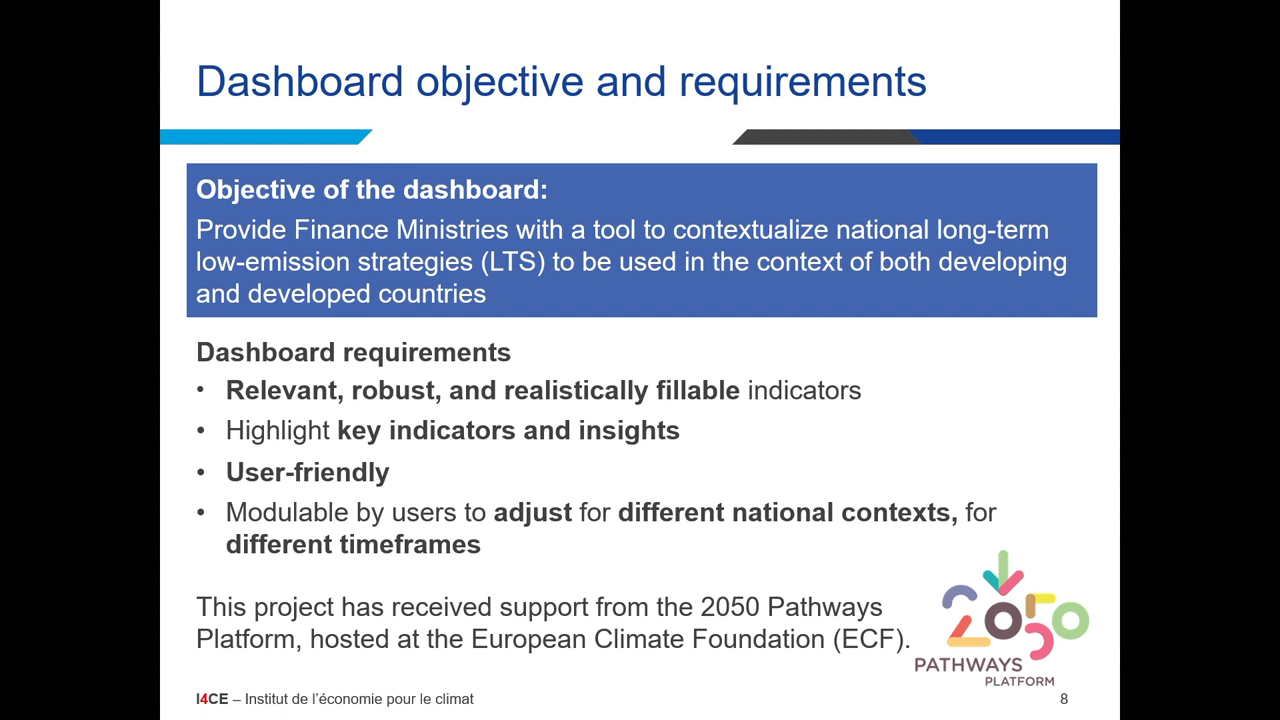 Dashboard objective and requirements
Objective of the dashboard:
Provide Finance Ministries with a tool to contextualize national long-term
low-emission strategies (LTS) to be used in the context of both developing
and developed countries
Dashboard requirements
• Relevant, robust, and realistically fillable indicators
• Highlight key indicators and insights
• User-friendly
• Modulable by users to adjust for different national contexts, for
different timeframes
This project has received support from the 2050 Pathways
Platform, hosted at the European Climate Foundation (ECF).
2050
PATHWAYS
PLATFORM
I4CE – Institut de l’économie pour le climat
8